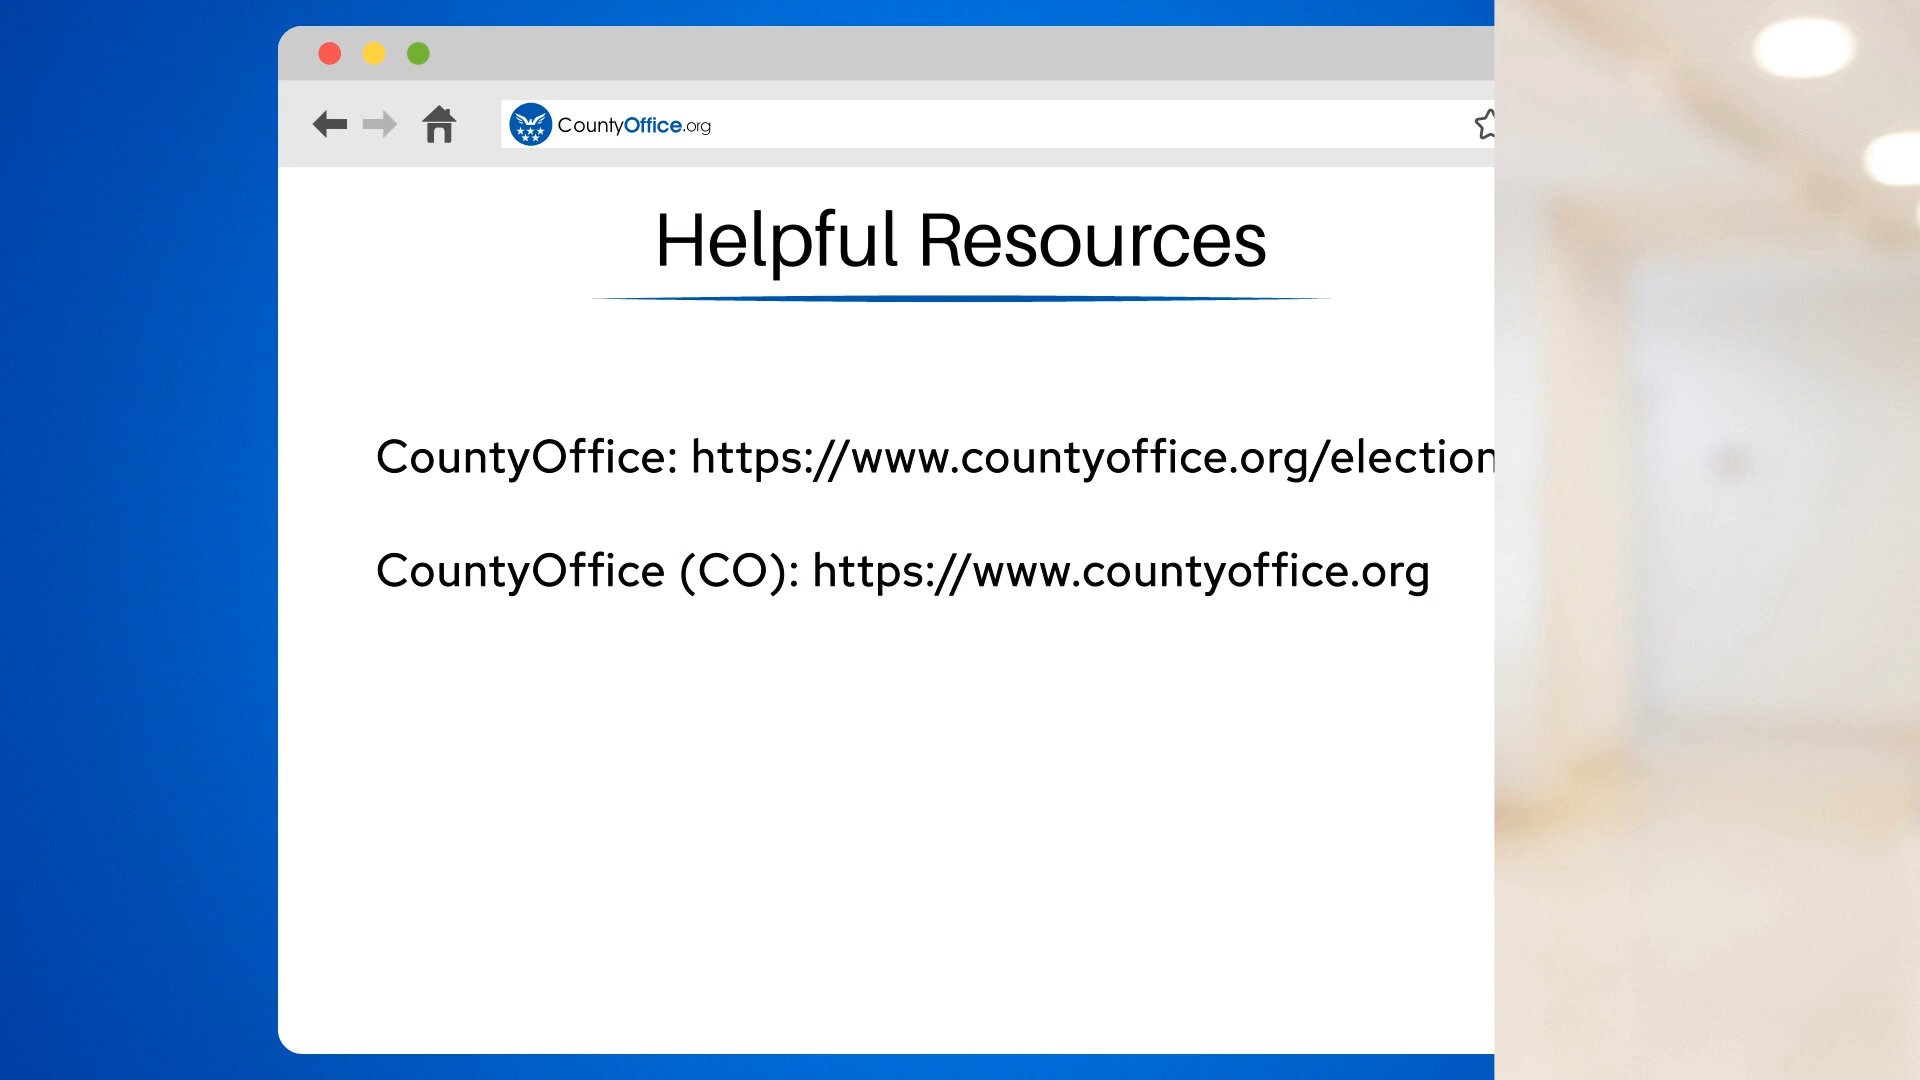 CountyOffice.org
Helpful Resources
CountyOffice: https://www.countyoffice.org/election
CountyOffice (CO): https://www.countyoffice.org